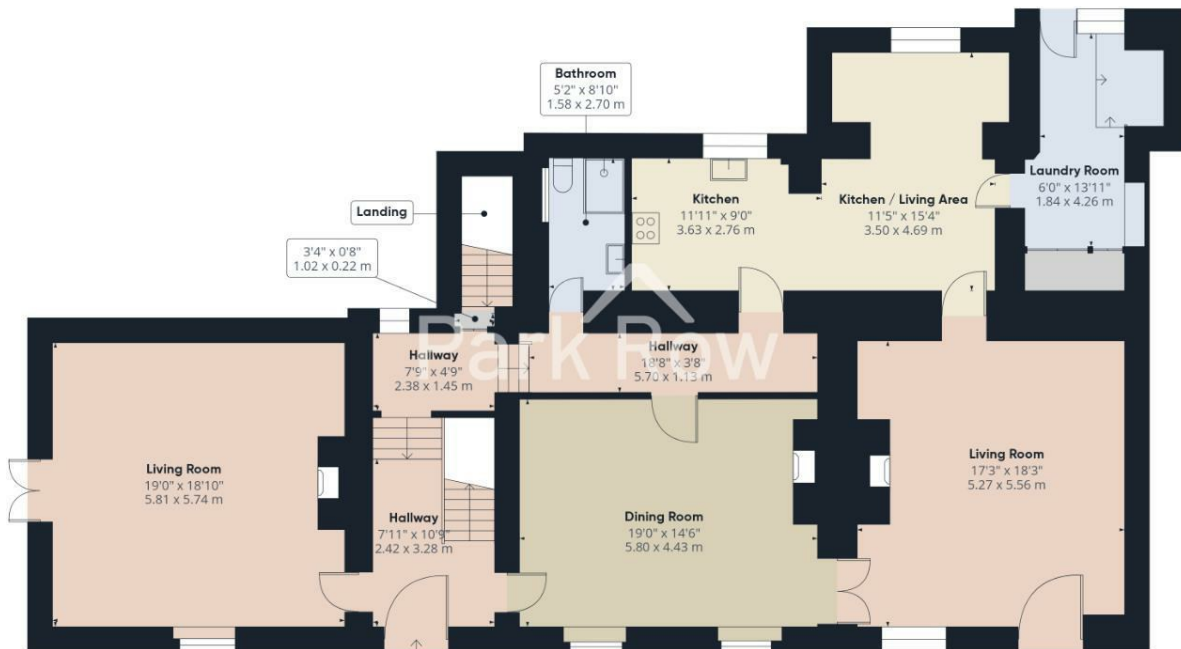 Bathroom
5'2" x 8'10"
1.58 x 2.70 m
Landing
3'4" x 0'8"
1.02 x 0.22 m
Kitchen
11'11" x 9'0"
3.63 x 2.76 m
Kitchen / Living Area
11'5" x 15'4"
3.50 x 4.69 m
Laundry Room
6'0" x 13'11"
1.84 x 4.26 m
Park Row
Hallway
7'9" x 4'9"
2.38 x 1.45 m
Hallway
18'8" x 3'8"
5.70 x 1.13 m
Living Room
19'0" x 18'10"
5.81 x 5.74 m
Hallway
7'11" x 10'9"
2.42 x 3.28 m
Dining Room
19'0" x 14'6"
5.80 x 4.43 m
Living Room
17'3" x 18'3"
5.27 x 5.56 m